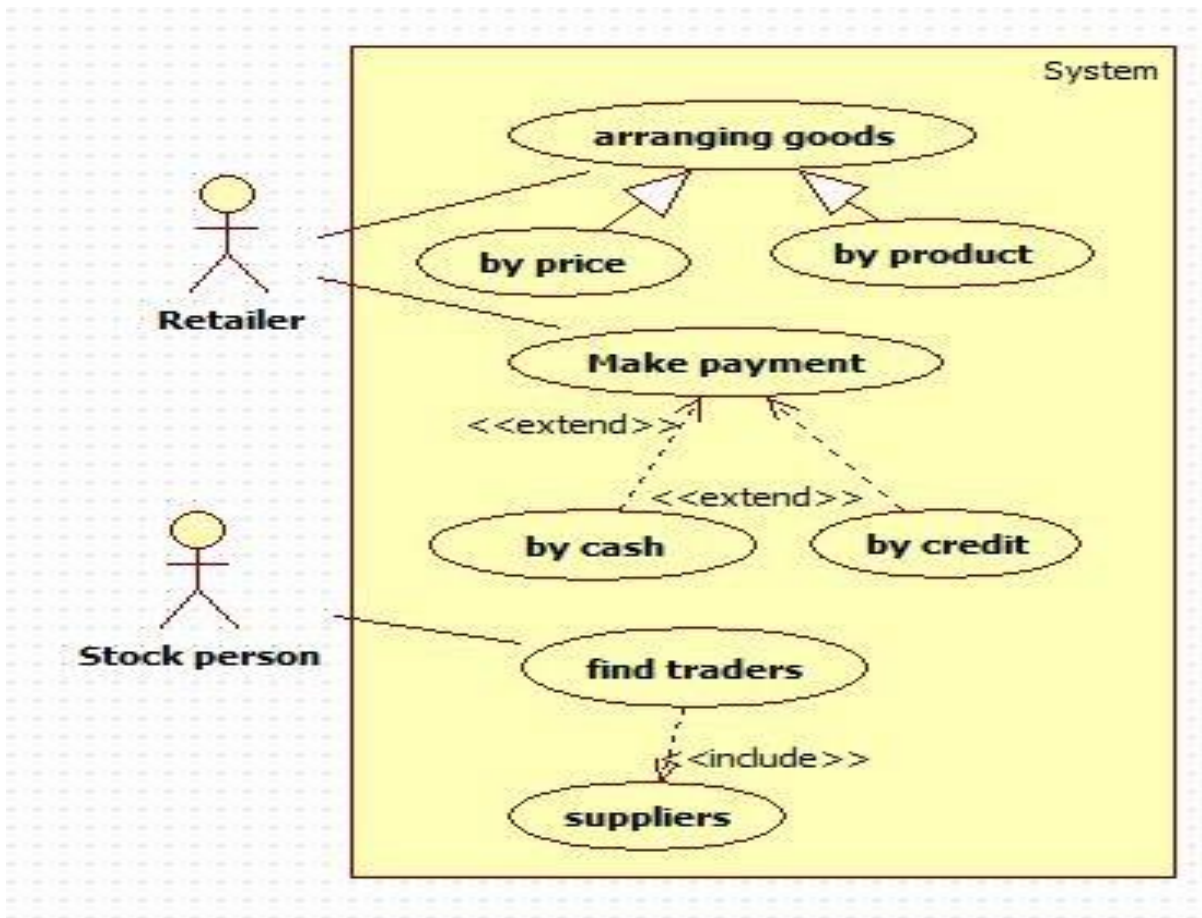 System
arranging goods
by price
by product
Retailer
Make payment
<<extend>>
<<extend>>
by cash
by credit
Stock person
find traders
<<include>>
suppliers